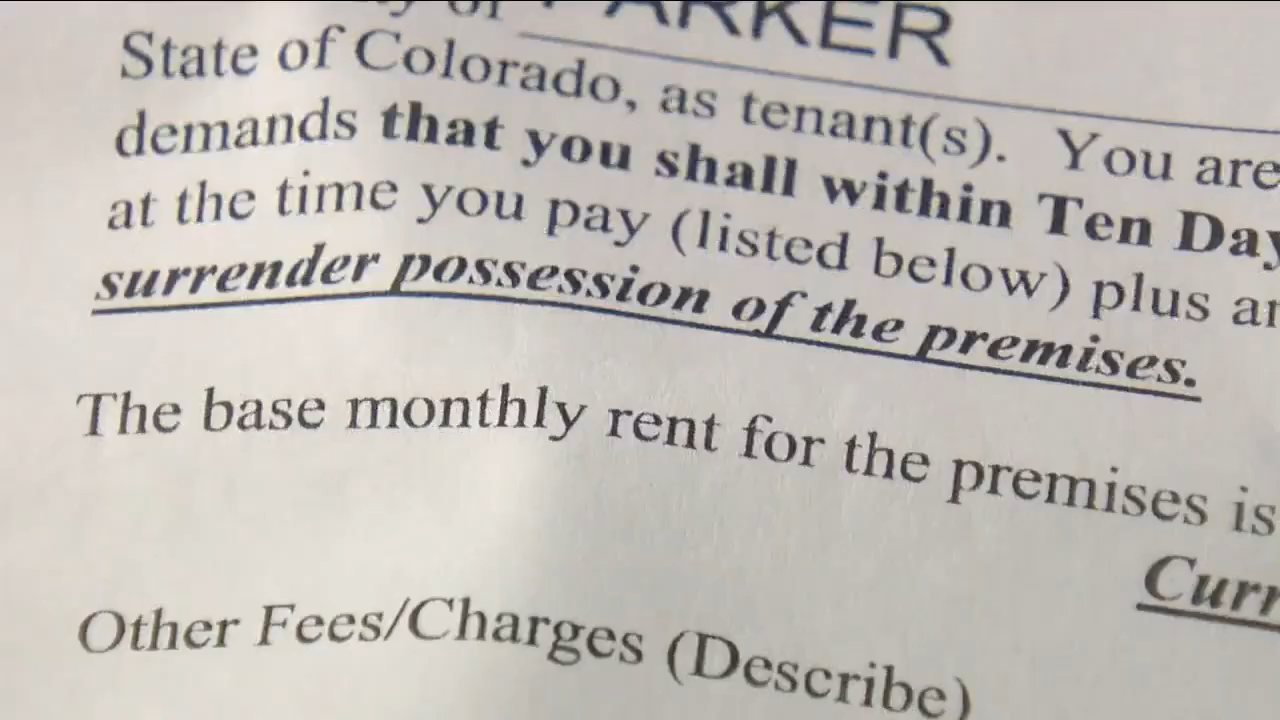 PARKER
State of Colorado, as tenant(s). You are
demands that you shall within Ten Day
at the time you pay (listed below) plus
surrender possession of the premises.
The base monthly rent for the premises is
Curr
Other Fees/Charges (Describe)